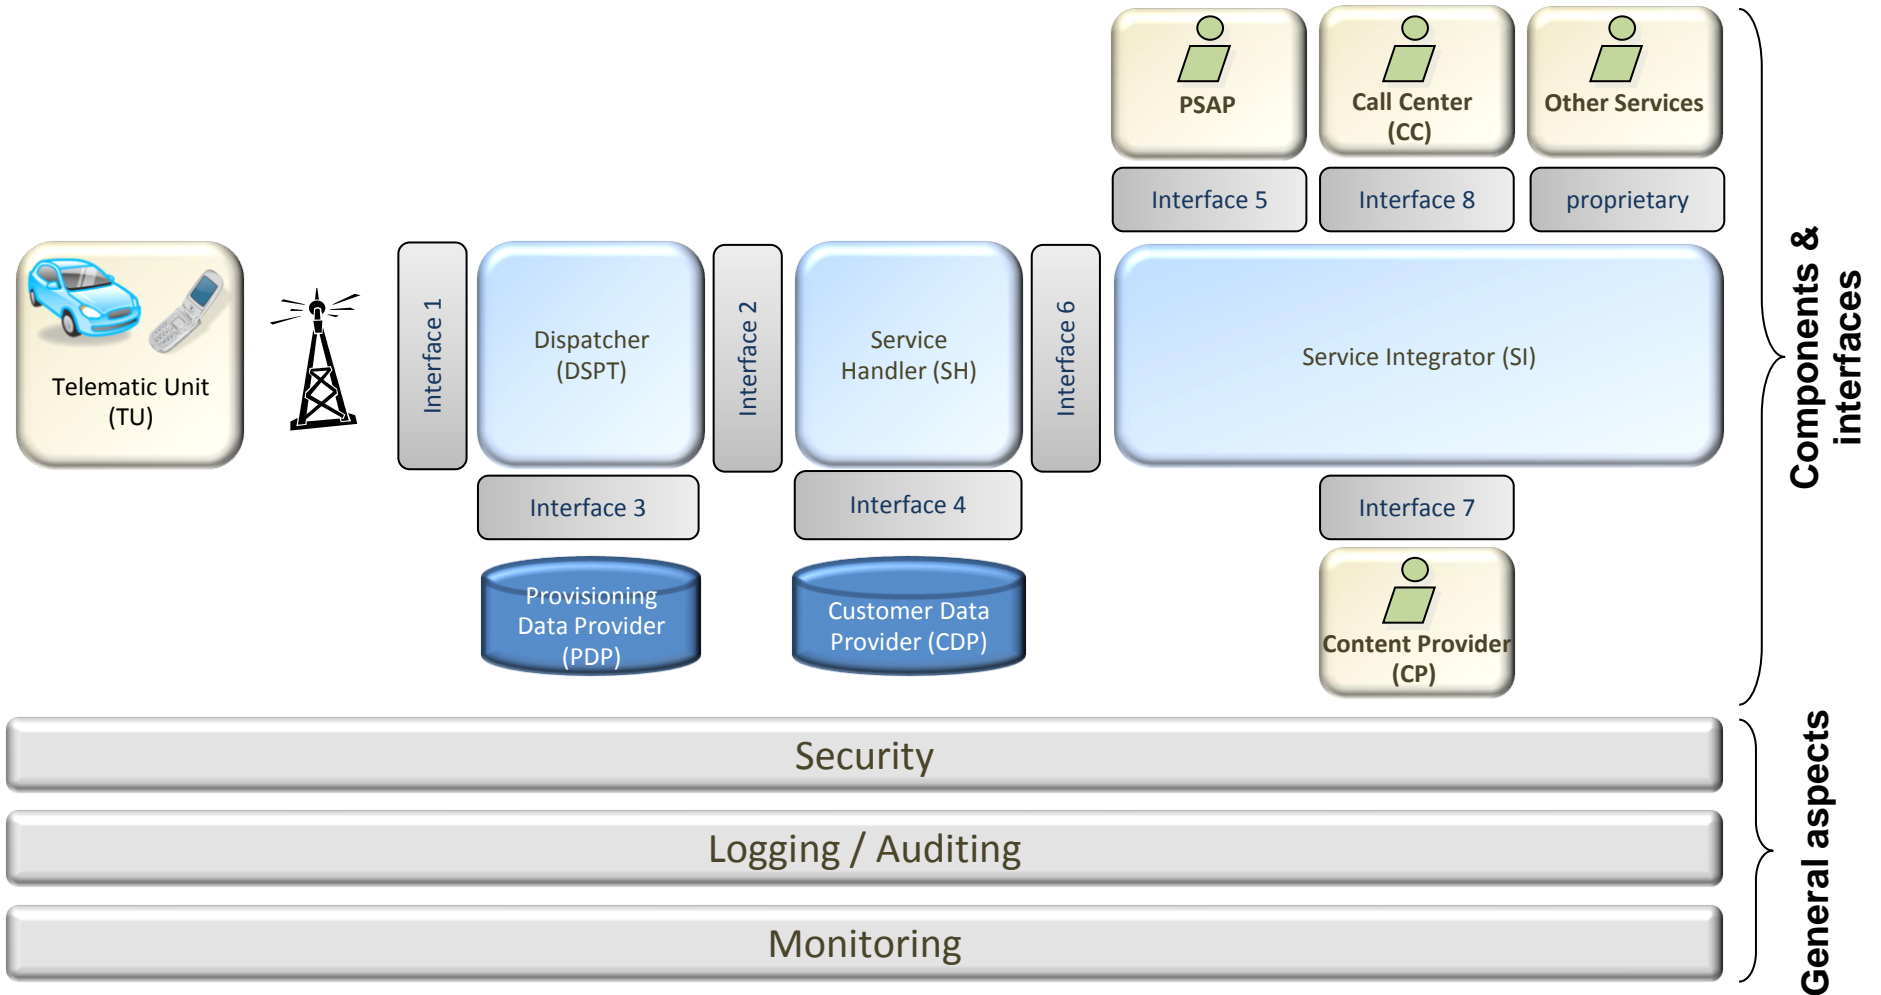 PSAP
Call Center
(CC)
Other Services
Interface 5
Interface 8
proprietary
Telematic Unit
(TU)
Interface 1
Dispatcher
(DSPT)
Interface 2
Service
Handler (SH)
Interface 6
Service Integrator (SI)
Interface 3
Interface 4
Interface 7
Provisioning
Data Provider
(PDP)
Customer Data
Provider (CDP)
Content Provider
(CP)
Components &
interfaces
Security
Logging / Auditing
Monitoring
General aspects